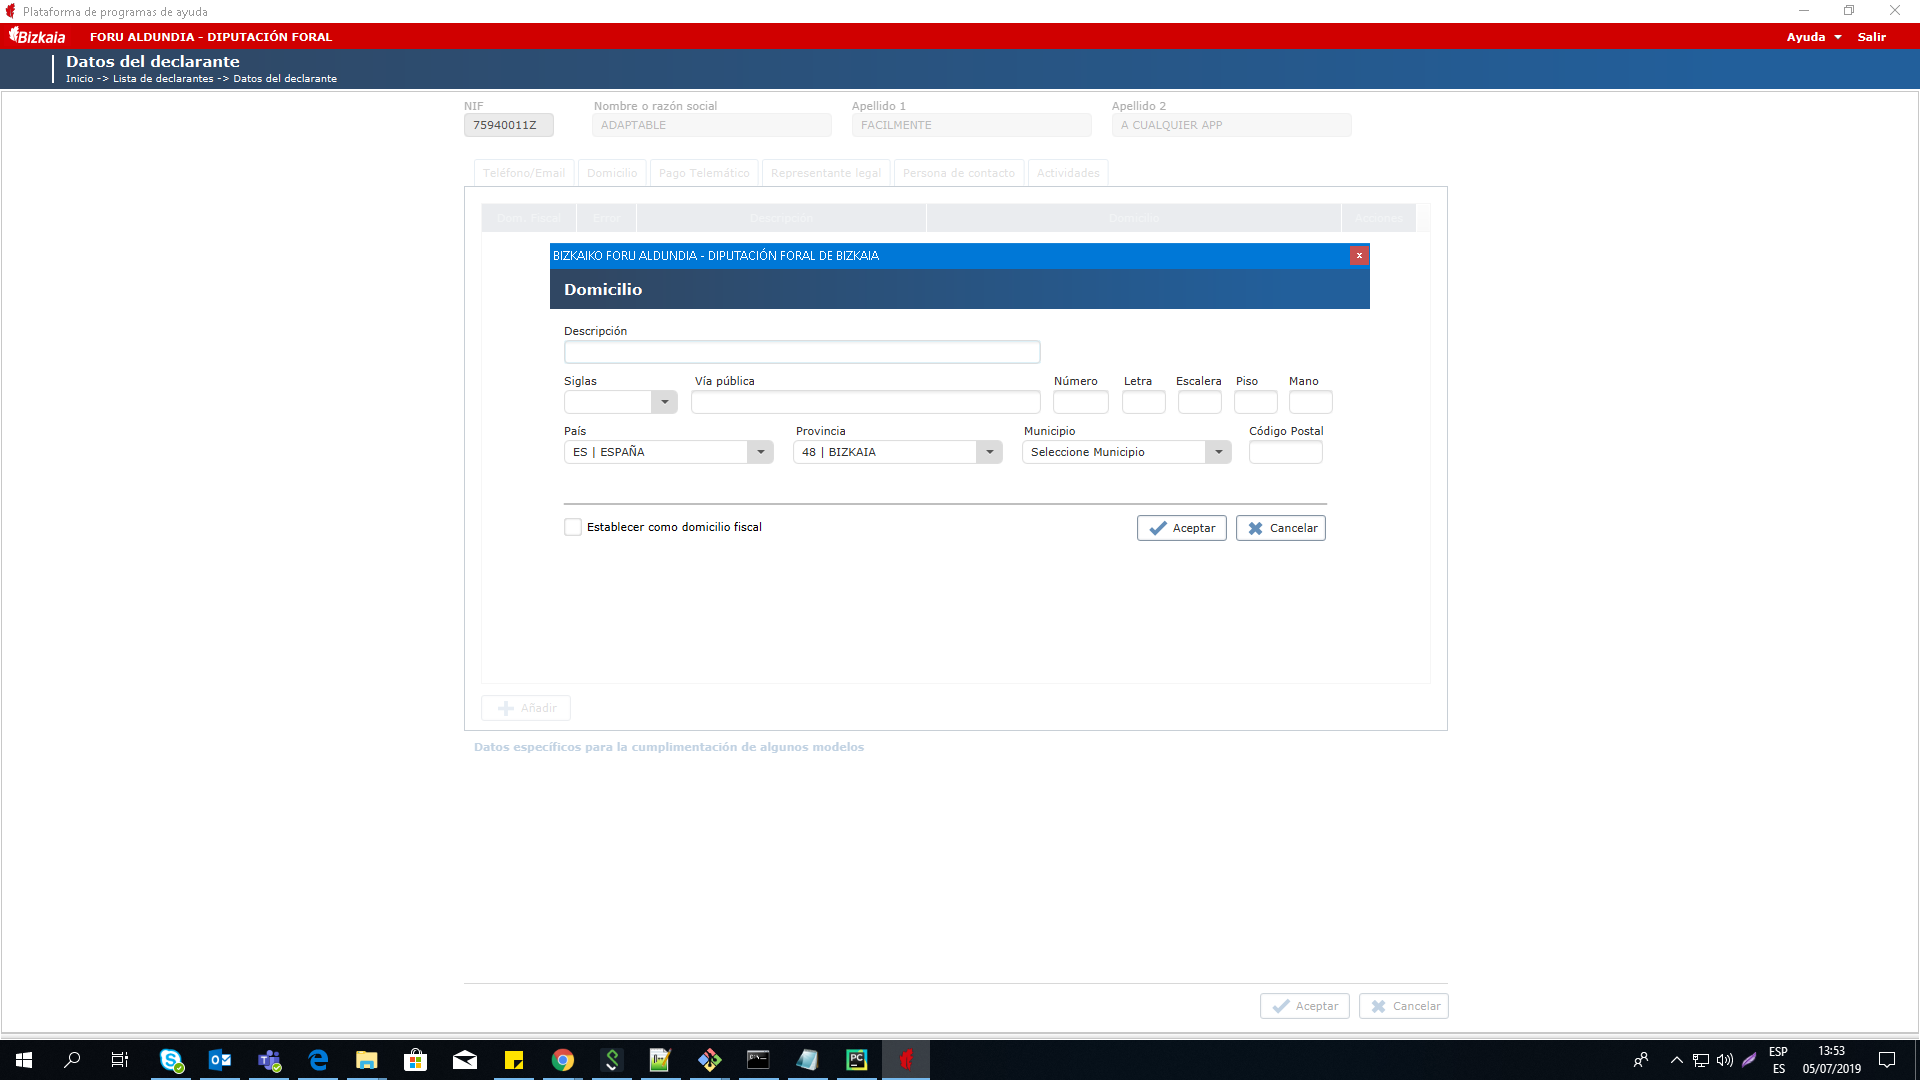 Plataforma de programas de ayuda
Bizkaia FORU ALDUNDIA - DIPUTACIÓN FORAL Ayuda Salir
Datos del declarante
Inicio -> Lista de declarantes -> Datos del declarante
NIF Nombre o razón social Apellido 1 Apellido 2
75940011Z ADAPTABLE FACILMENTE A CUALQUIER APP
Teléfono/Email Domicilio Pago Telemático Representante legal Persona de contacto Actividades
Dom. Fiscal Error Descripción Domicilio Acciones
BIZKAIKO FORU ALDUNDIA - DIPUTACIÓN FORAL DE BIZKAIA x
Domicilio
Descripción
Siglas Vía pública Número Letra Escalera Piso Mano
País Provincia Municipio Código Postal
ES | ESPAÑA 48 | BIZKAIA Seleccione Municipio
Establecer como domicilio fiscal Aceptar Cancelar
Añadir
Datos específicos para la cumplimentación de algunos modelos
Aceptar Cancelar
ESP 13:53
ES 05/07/2019